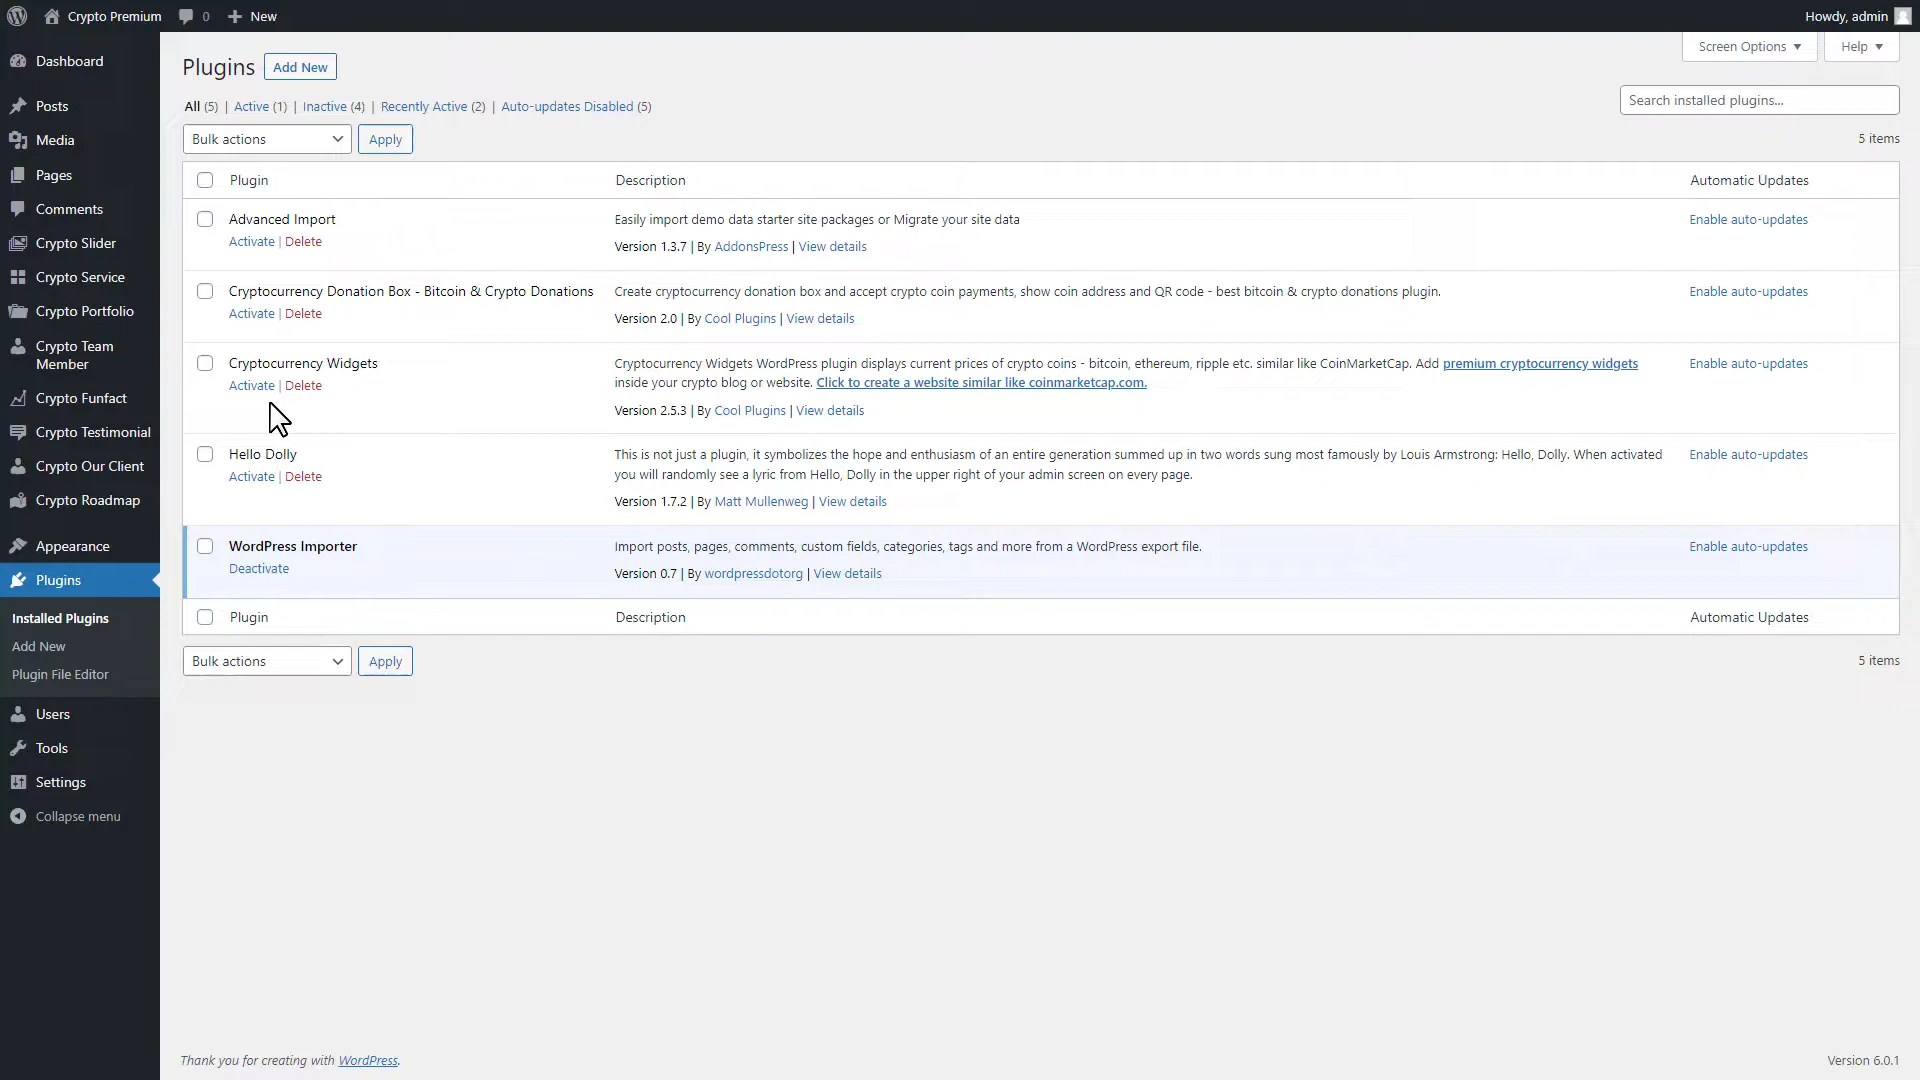 Crypto Premium 0 New Howdy, admin
Dashboard
Posts
Media
Pages
Comments
Crypto Slider
Crypto Service
Crypto Portfolio
Crypto Team
Member
Crypto Funfact
Crypto Testimonial
Crypto Our Client
Crypto Roadmap
Appearance
Plugins
Installed Plugins
Add New
Plugin File Editor
Users
Tools
Settings
Collapse menu
Screen Options Help
Plugins Add New
All (5) | Active (1) | Inactive (4) | Recently Active (2) | Auto-updates Disabled (5)
Search installed plugins...
Bulk actions Apply 5 items
Plugin Description Automatic Updates
Advanced Import Easily import demo data starter site packages or Migrate your site data Enable auto-updates
Activate | Delete Version 1.3.7 | By AddonsPress | View details
Cryptocurrency Donation Box - Bitcoin & Crypto Donations Create cryptocurrency donation box and accept crypto coin payments, show coin address and QR code - best bitcoin & crypto donations plugin. Enable auto-updates
Activate | Delete Version 2.0 | By Cool Plugins | View details
Cryptocurrency Widgets Cryptocurrency Widgets WordPress plugin displays current prices of crypto coins - bitcoin, ethereum, ripple etc. similar like CoinMarketCap. Add premium cryptocurrency widgets Enable auto-updates
Activate | Delete inside your crypto blog or website. Click to create a website similar like coinmarketcap.com.
Version 2.5.3 | By Cool Plugins | View details
Hello Dolly This is not just a plugin, it symbolizes the hope and enthusiasm of an entire generation summed up in two words sung most famously by Louis Armstrong: Hello, Dolly. When activated Enable auto-updates
Activate | Delete you will randomly see a lyric from Hello, Dolly in the upper right of your admin screen on every page.
Version 1.7.2 | By Matt Mullenweg | View details
WordPress Importer Import posts, pages, comments, custom fields, categories, tags and more from a WordPress export file. Enable auto-updates
Deactivate Version 0.7 | By wordpressdotorg | View details
Plugin Description Automatic Updates
Bulk actions Apply 5 items
Thank you for creating with WordPress. Version 6.0.1